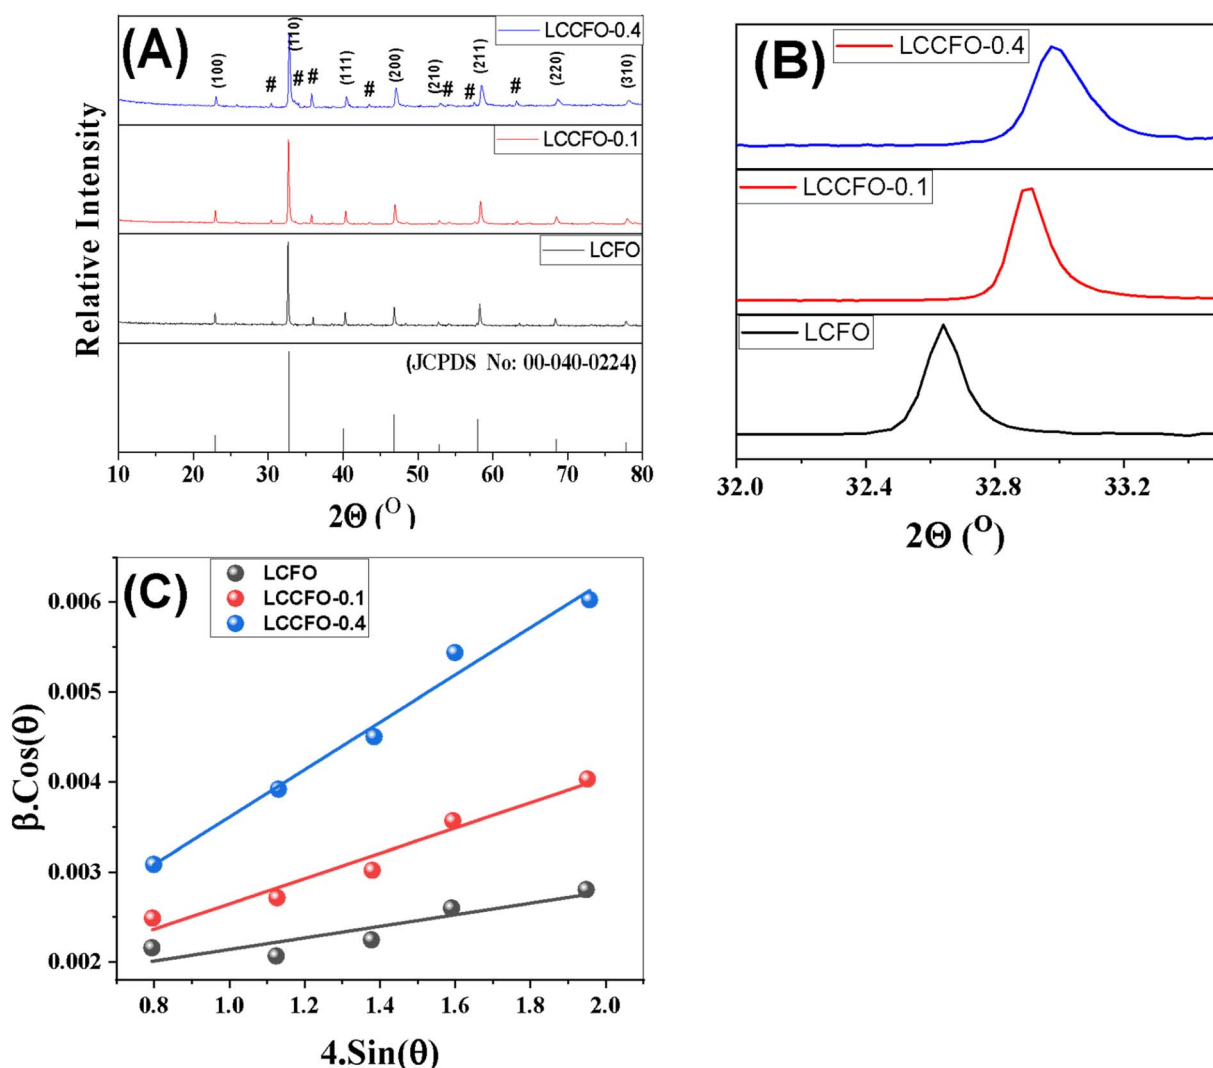 (A)
LCCFO-0.4
(100)
#
(110)
#
#
(111)
#
(200)
(210)
#
#
(211)
#
(220)
(310)
LCCFO-0.1
LCFO
(JCPDS No: 00-040-0224)
Relative Intensity
10 20 30 40 50 60 70 80
2Θ (O)
(B)
LCCFO-0.4
LCCFO-0.1
LCFO
32.0 32.4 32.8 33.2
2Θ (O)
(C)
LCFO
LCCFO-0.1
LCCFO-0.4
0.006
0.005
0.004
0.003
0.002
β.Cos(θ)
0.8 1.0 1.2 1.4 1.6 1.8 2.0
4.Sin(θ)